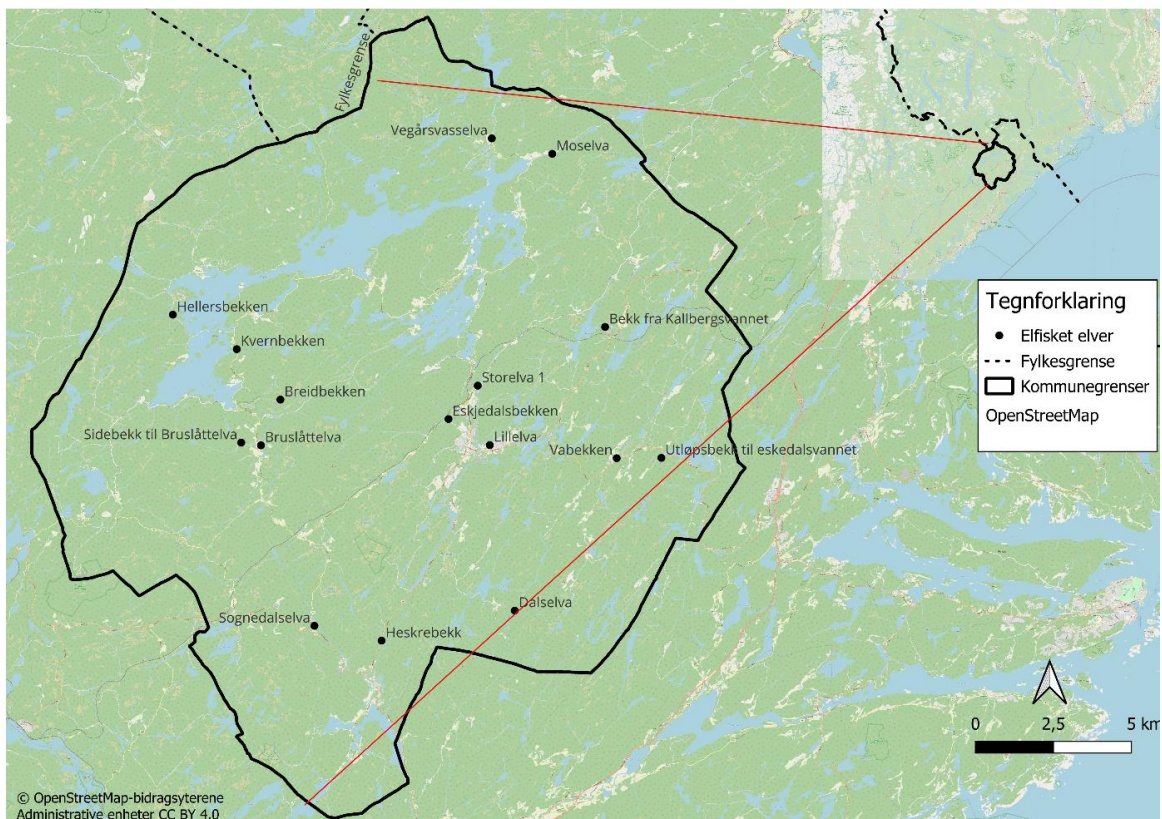 Fylkesgrense
Vegårsvasselva
Moselva
Hellersbekken
Bekk fra Kallbergsvannet
Kvernbekken
Storelva 1
Breidbekken
Eskjedalsbekken
Sidebekk til Bruslåttelva
Bruslåttelva
Lillelva
Vabekken
Utløpsbekk til eskedalsvannet
Dalselva
Sognedalselva
Heskrebekk
Tegnforklaring
Elfisket elver
Fylkesgrense
Kommunegrenser
OpenStreetMap
0 2,5 5 km
© OpenStreetMap-bidragsyterene
Administrative enheter CC BY 4.0